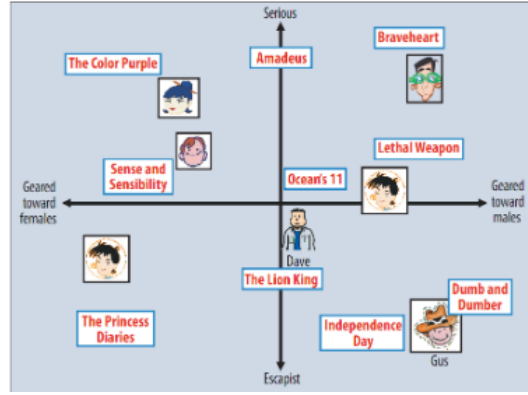 Serious
Braveheart
Amadeus
The Color Purple
Lethal Weapon
Sense and
Sensibility
Ocean's 11
Geared
toward
females
Geared
toward
males
Dave
The Lion King
Dumb and
Dumber
The Princess
Diaries
Independence
Day
Gus
Escapist